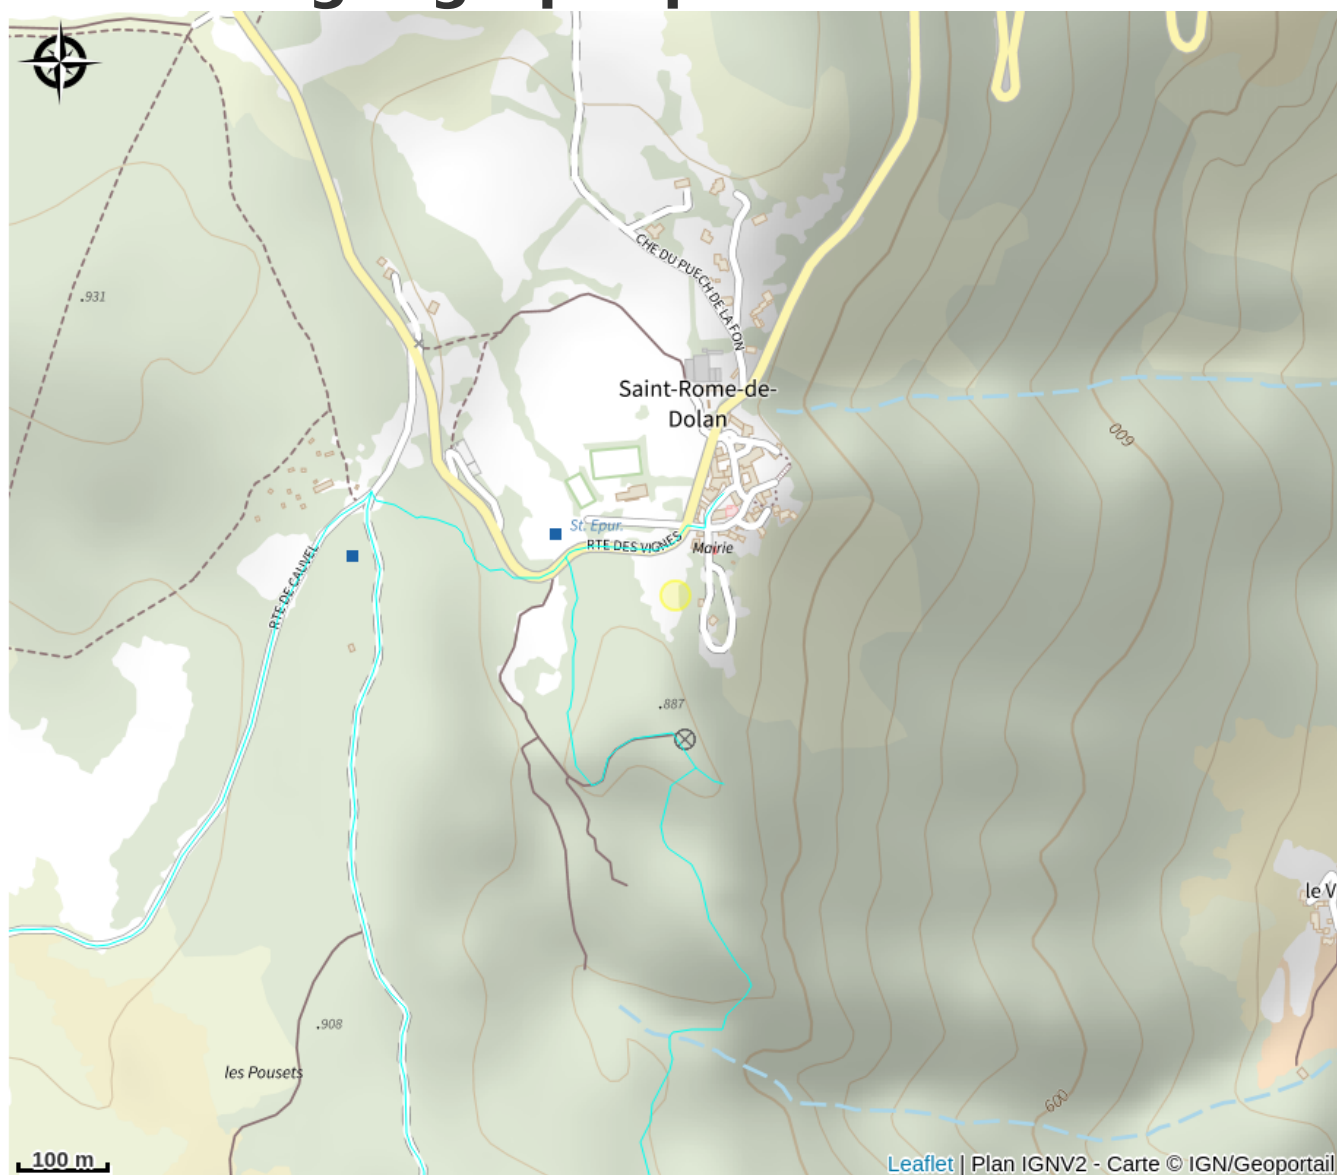 .931
CHE DU PUECH DE LA FON
Saint-Rome-de-
Dolan
600
St. Epur.
RTE DES VIGNES
Mairie
RTE DE CAUVEL
.887
le V
.908
les Pousets
600
100 m
Leaflet | Plan IGNV2 - Carte © IGN/Geoportail